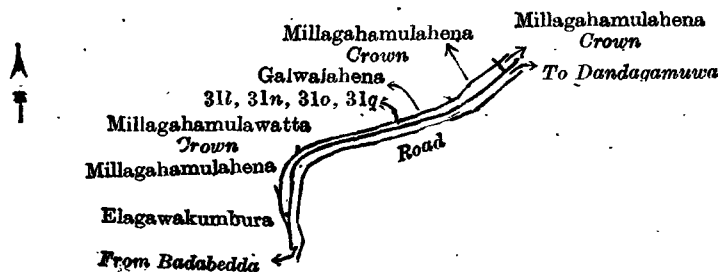 Millagahamulahena
Crown
Millagahamulahena
Crown
Galwalahena
To Dandagamuwa
31l, 31n, 31o, 31q
Millagahamulawatta
Crown
Road
Millagahamulahena
Elagawakumbura
From Badabedda